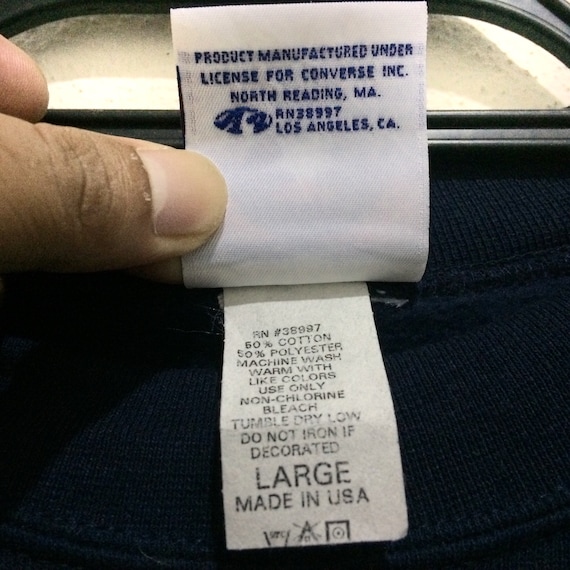 PRODUCT MANUFACTURED UNDER
LICENSE FOR CONVERSE INC.
NORTH READING, MA.
RN38997
LOS ANGELES, CA.
RN #38997
50% COTTON
50% POLYESTER
MACHINE WASH
WARM WITH
LIKE COLORS
USE ONLY
NON-CHLORINE
BLEACH
TUMBLE DRY LOW
DO NOT IRON IF
DECORATED
LARGE
MADE IN USA